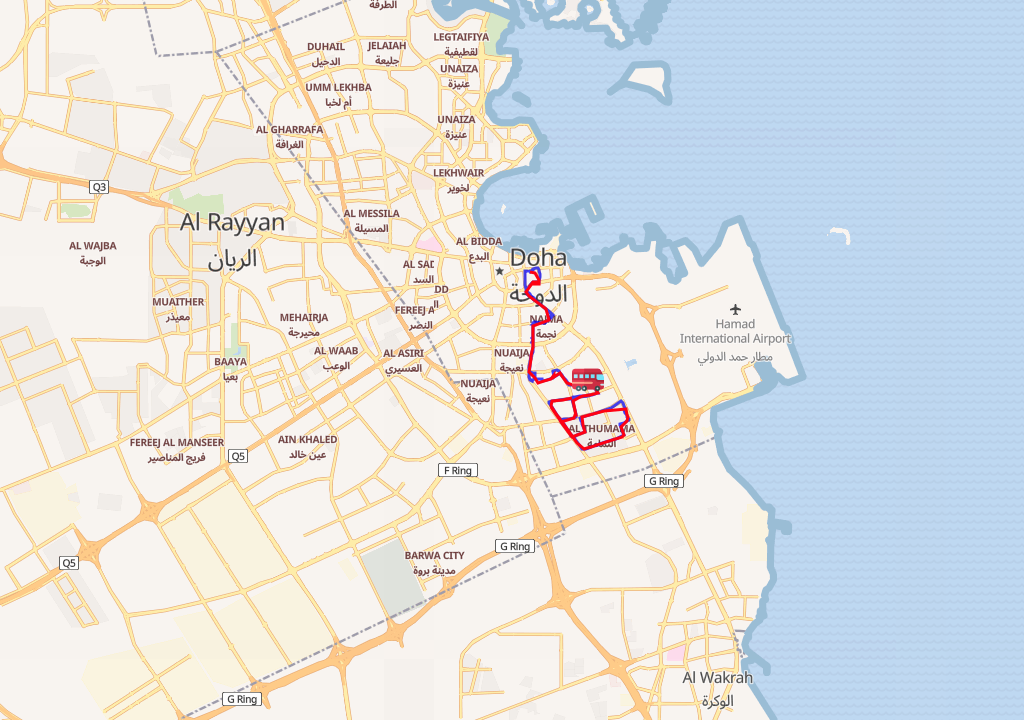 الطرفة
LEGTAIFIYA
لقطيفية
DUHAIL
الدحيل
JELAIAH
جليعة
UNAIZA
عنيزة
UMM LEKHBA
أم لخبا
UNAIZA
عنيزة
AL GHARRAFA
الغرافة
LEKHWAIR
لخوير
Q3
Al Rayyan
الريان
AL MESSILA
المسيلة
AL WAJBA
الوجبة
AL BIDDA
البدع
Doha
الدوحة
AL SAD
السد
DD
MUAITHER
معيذر
FEREEJ A
النصر
MEHAIRJA
محيرجة
NAJMA
نجمة
Hamad
International Airport
مطار حمد الدولي
AL WAAB
الوعب
AL ASIRI
العسيري
NUAIJA
نعيجة
BAAYA
بعيا
NUAIJA
نعيجة
AL THUMAMA
الثمامة
FEREEJ AL MANSEER
فريج المناصير
AIN KHALED
عين خالد
Q5
F Ring
G Ring
G Ring
BARWA CITY
مدينة بروة
Q5
Al Wakrah
الوكرة
G Ring